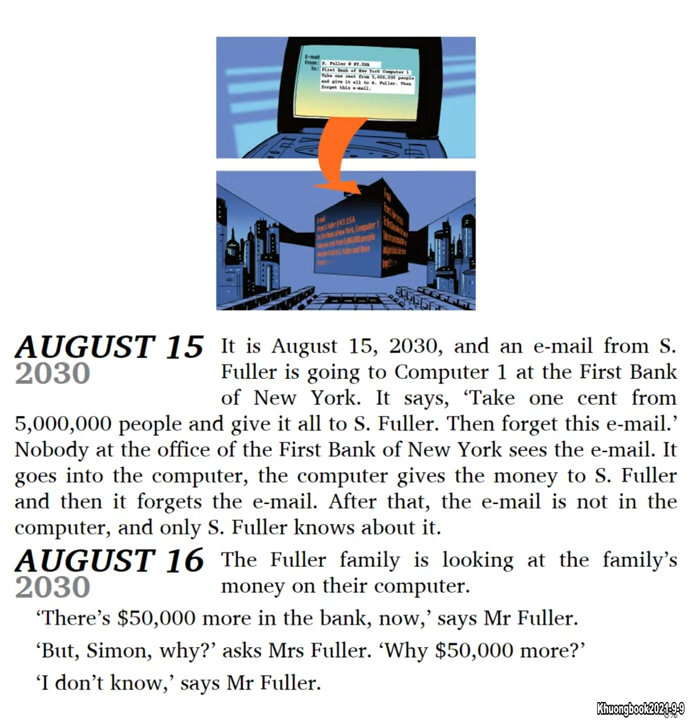 E-mail
From: S. Fuller @ NY.USA
To: First Bank of New York Computer 1
Take one cent from 5,000,000 people
and give it all to S. Fuller. Then
forget this e-mail.
AUGUST 15
2030
It is August 15, 2030, and an e-mail from S.
Fuller is going to Computer 1 at the First Bank
of New York. It says, ‘Take one cent from
5,000,000 people and give it all to S. Fuller. Then forget this e-mail.’
Nobody at the office of the First Bank of New York sees the e-mail. It
goes into the computer, the computer gives the money to S. Fuller
and then it forgets the e-mail. After that, the e-mail is not in the
computer, and only S. Fuller knows about it.
AUGUST 16
2030
The Fuller family is looking at the family’s
money on their computer.
‘There’s $50,000 more in the bank, now,’ says Mr Fuller.
‘But, Simon, why?’ asks Mrs Fuller. ‘Why $50,000 more?’
‘I don’t know,’ says Mr Fuller.
Khuongbook2021-9-9